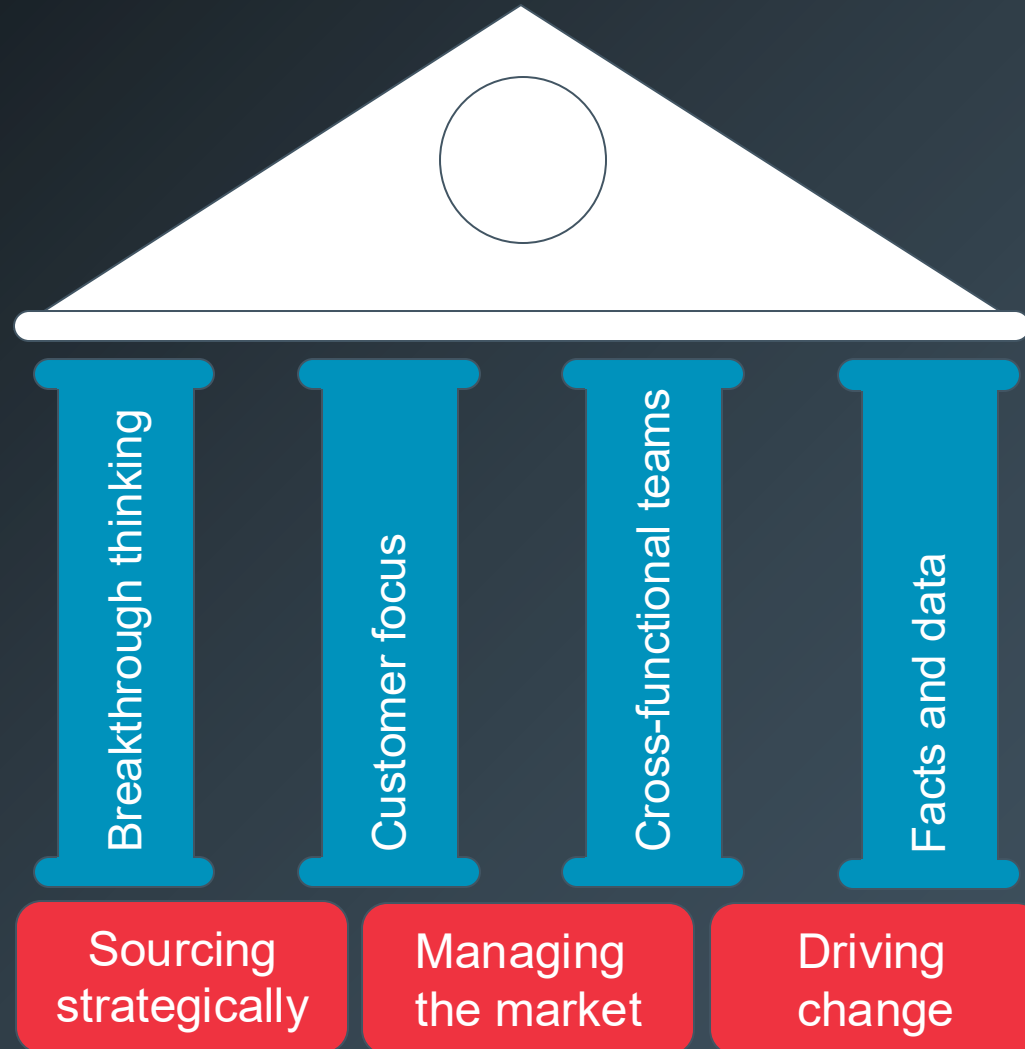 Breakthrough thinking
Customer focus
Cross-functional teams
Facts and data
Sourcing
strategically
Managing
the market
Driving
change